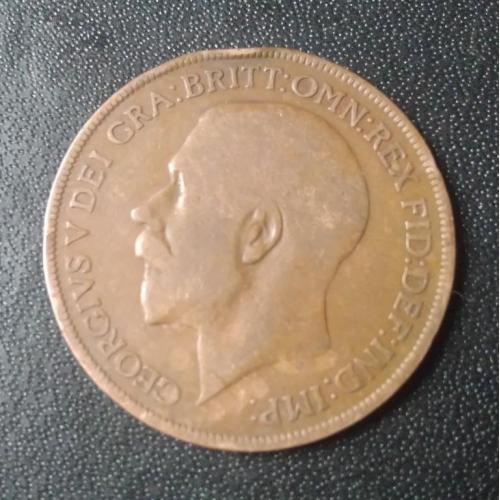 GEORGIVS V DEI GRA:BRITT:OMN:REX FID:DEF:IND:IMP: